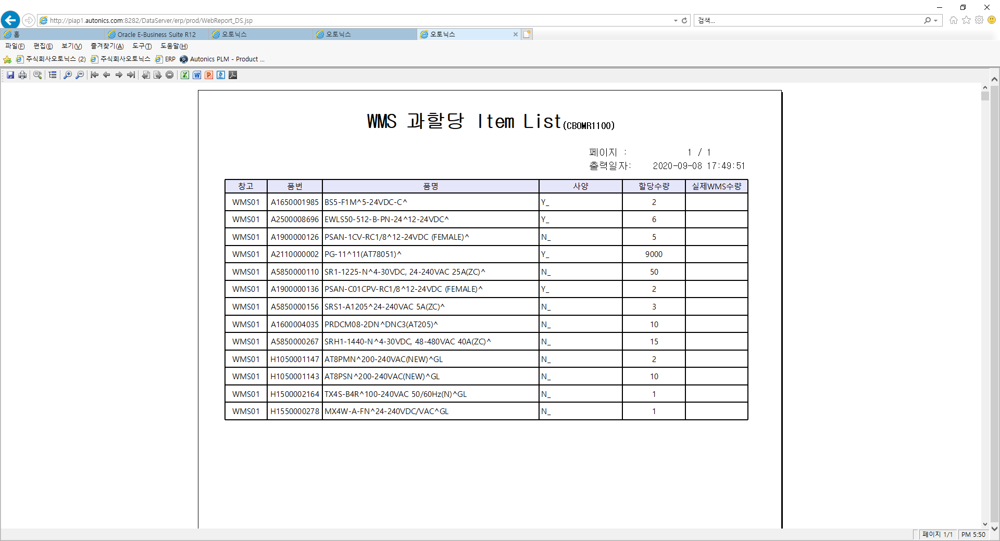 http://piap1.autonics.com:8282/DataServer/erp/prod/WebReport_DS.jsp
검색...
홈
Oracle E-Business Suite R12
오토닉스
오토닉스
오토닉스
파일(F) 편집(E) 보기(V) 즐겨찾기(A) 도구(T) 도움말(H)
주식회사오토닉스 (2) 주식회사오토닉스 ERP Autonics PLM - Product ...
WMS 과할당 Item List(CBOMR1100)
페이지 : 1 / 1
출력일자: 2020-09-08 17:49:51
창고 품번 품명 사양 할당수량 실제WMS수량
WMS01 A1650001985 BS5-F1M^5-24VDC-C^ Y_ 2
WMS01 A2500008696 EWLS50-512-B-PN-24^12-24VDC^ Y_ 6
WMS01 A1900000126 PSAN-1CV-RC1/8^12-24VDC (FEMALE)^ N_ 5
WMS01 A2110000002 PG-11^11(AT78051)^ Y_ 9000
WMS01 A5850000110 SR1-1225-N^4-30VDC, 24-240VAC 25A(ZC)^ N_ 50
WMS01 A1900000136 PSAN-C01CPV-RC1/8^12-24VDC (FEMALE)^ Y_ 2
WMS01 A5850000156 SRS1-A1205^24-240VAC 5A(ZC)^ N_ 3
WMS01 A1600004035 PRDCM08-2DN^DNC3(AT205)^ N_ 10
WMS01 A5850000267 SRH1-1440-N^4-30VDC, 48-480VAC 40A(ZC)^ N_ 15
WMS01 H1050001147 AT8PMN^200-240VAC(NEW)^GL N_ 2
WMS01 H1050001143 AT8PSN^200-240VAC(NEW)^GL N_ 10
WMS01 H1500002164 TX4S-B4R^100-240VAC 50/60Hz(N)^GL N_ 1
WMS01 H1550000278 MX4W-A-FN^24-240VDC/VAC^GL N_ 1
페이지 1/1 PM 5:50